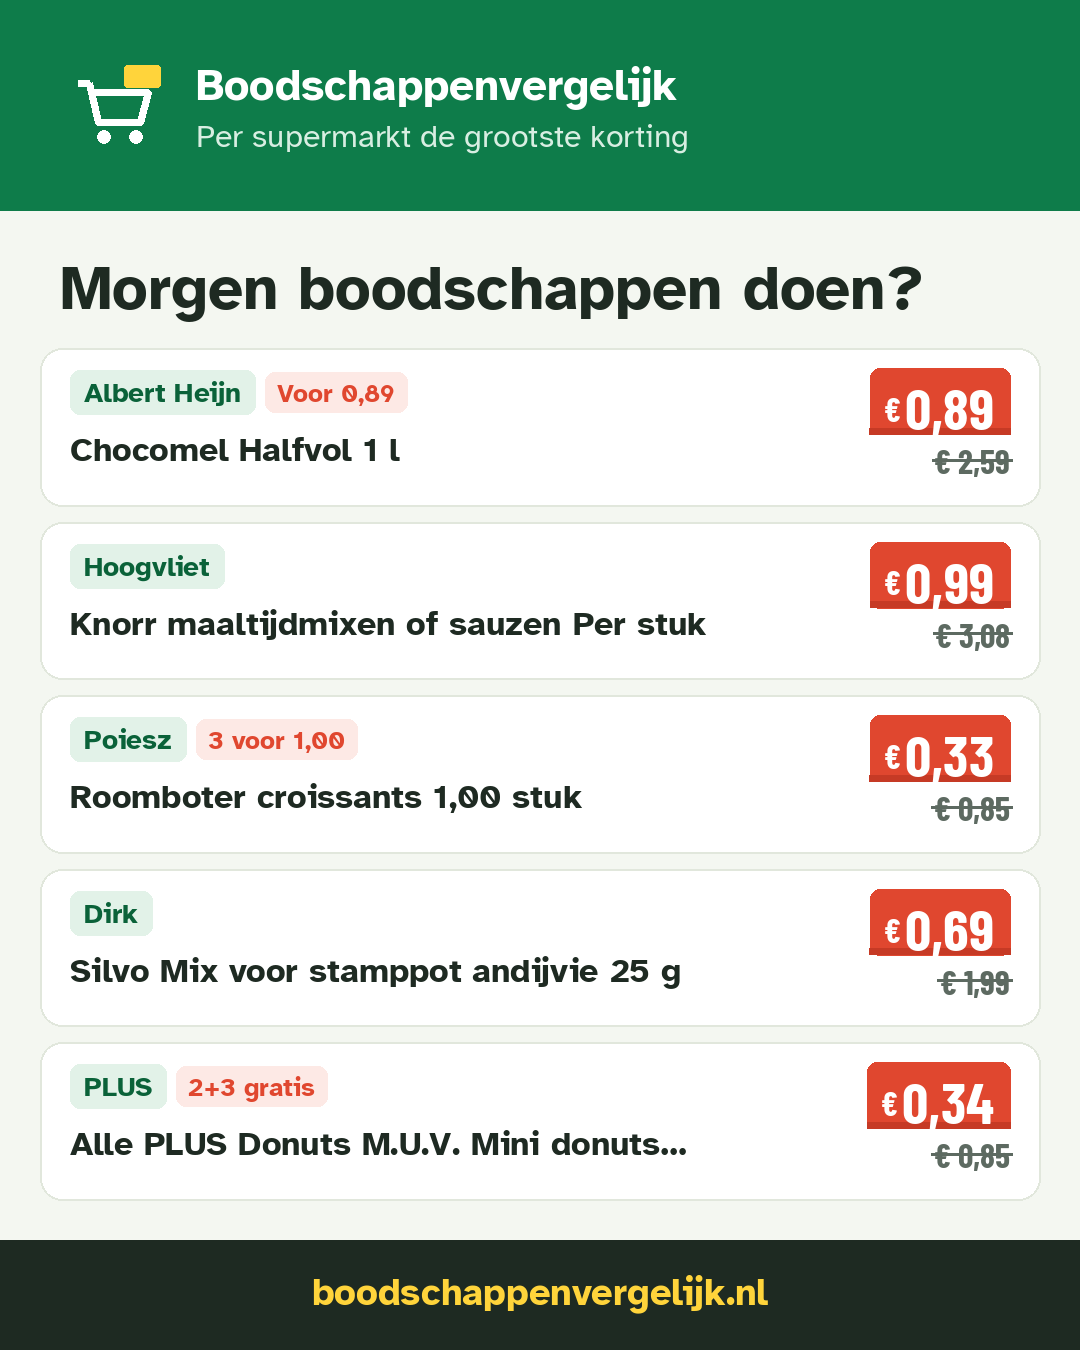 Boodschappenvergelijk
Per supermarkt de grootste korting
Morgen boodschappen doen?
Albert Heijn Voor 0,89
€ 0,89
Chocomel Halfvol 1 l
€ 2,59
Hoogvliet
€ 0,99
Knorr maaltijdmixen of sauzen Per stuk
€ 3,08
Poiesz 3 voor 1,00
€ 0,33
Roomboter croissants 1,00 stuk
€ 0,85
Dirk
€ 0,69
Silvo Mix voor stamppot andijvie 25 g
€ 1,99
PLUS 2+3 gratis
€ 0,34
Alle PLUS Donuts M.U.V. Mini donuts...
€ 0,85
boodschappenvergelijk.nl